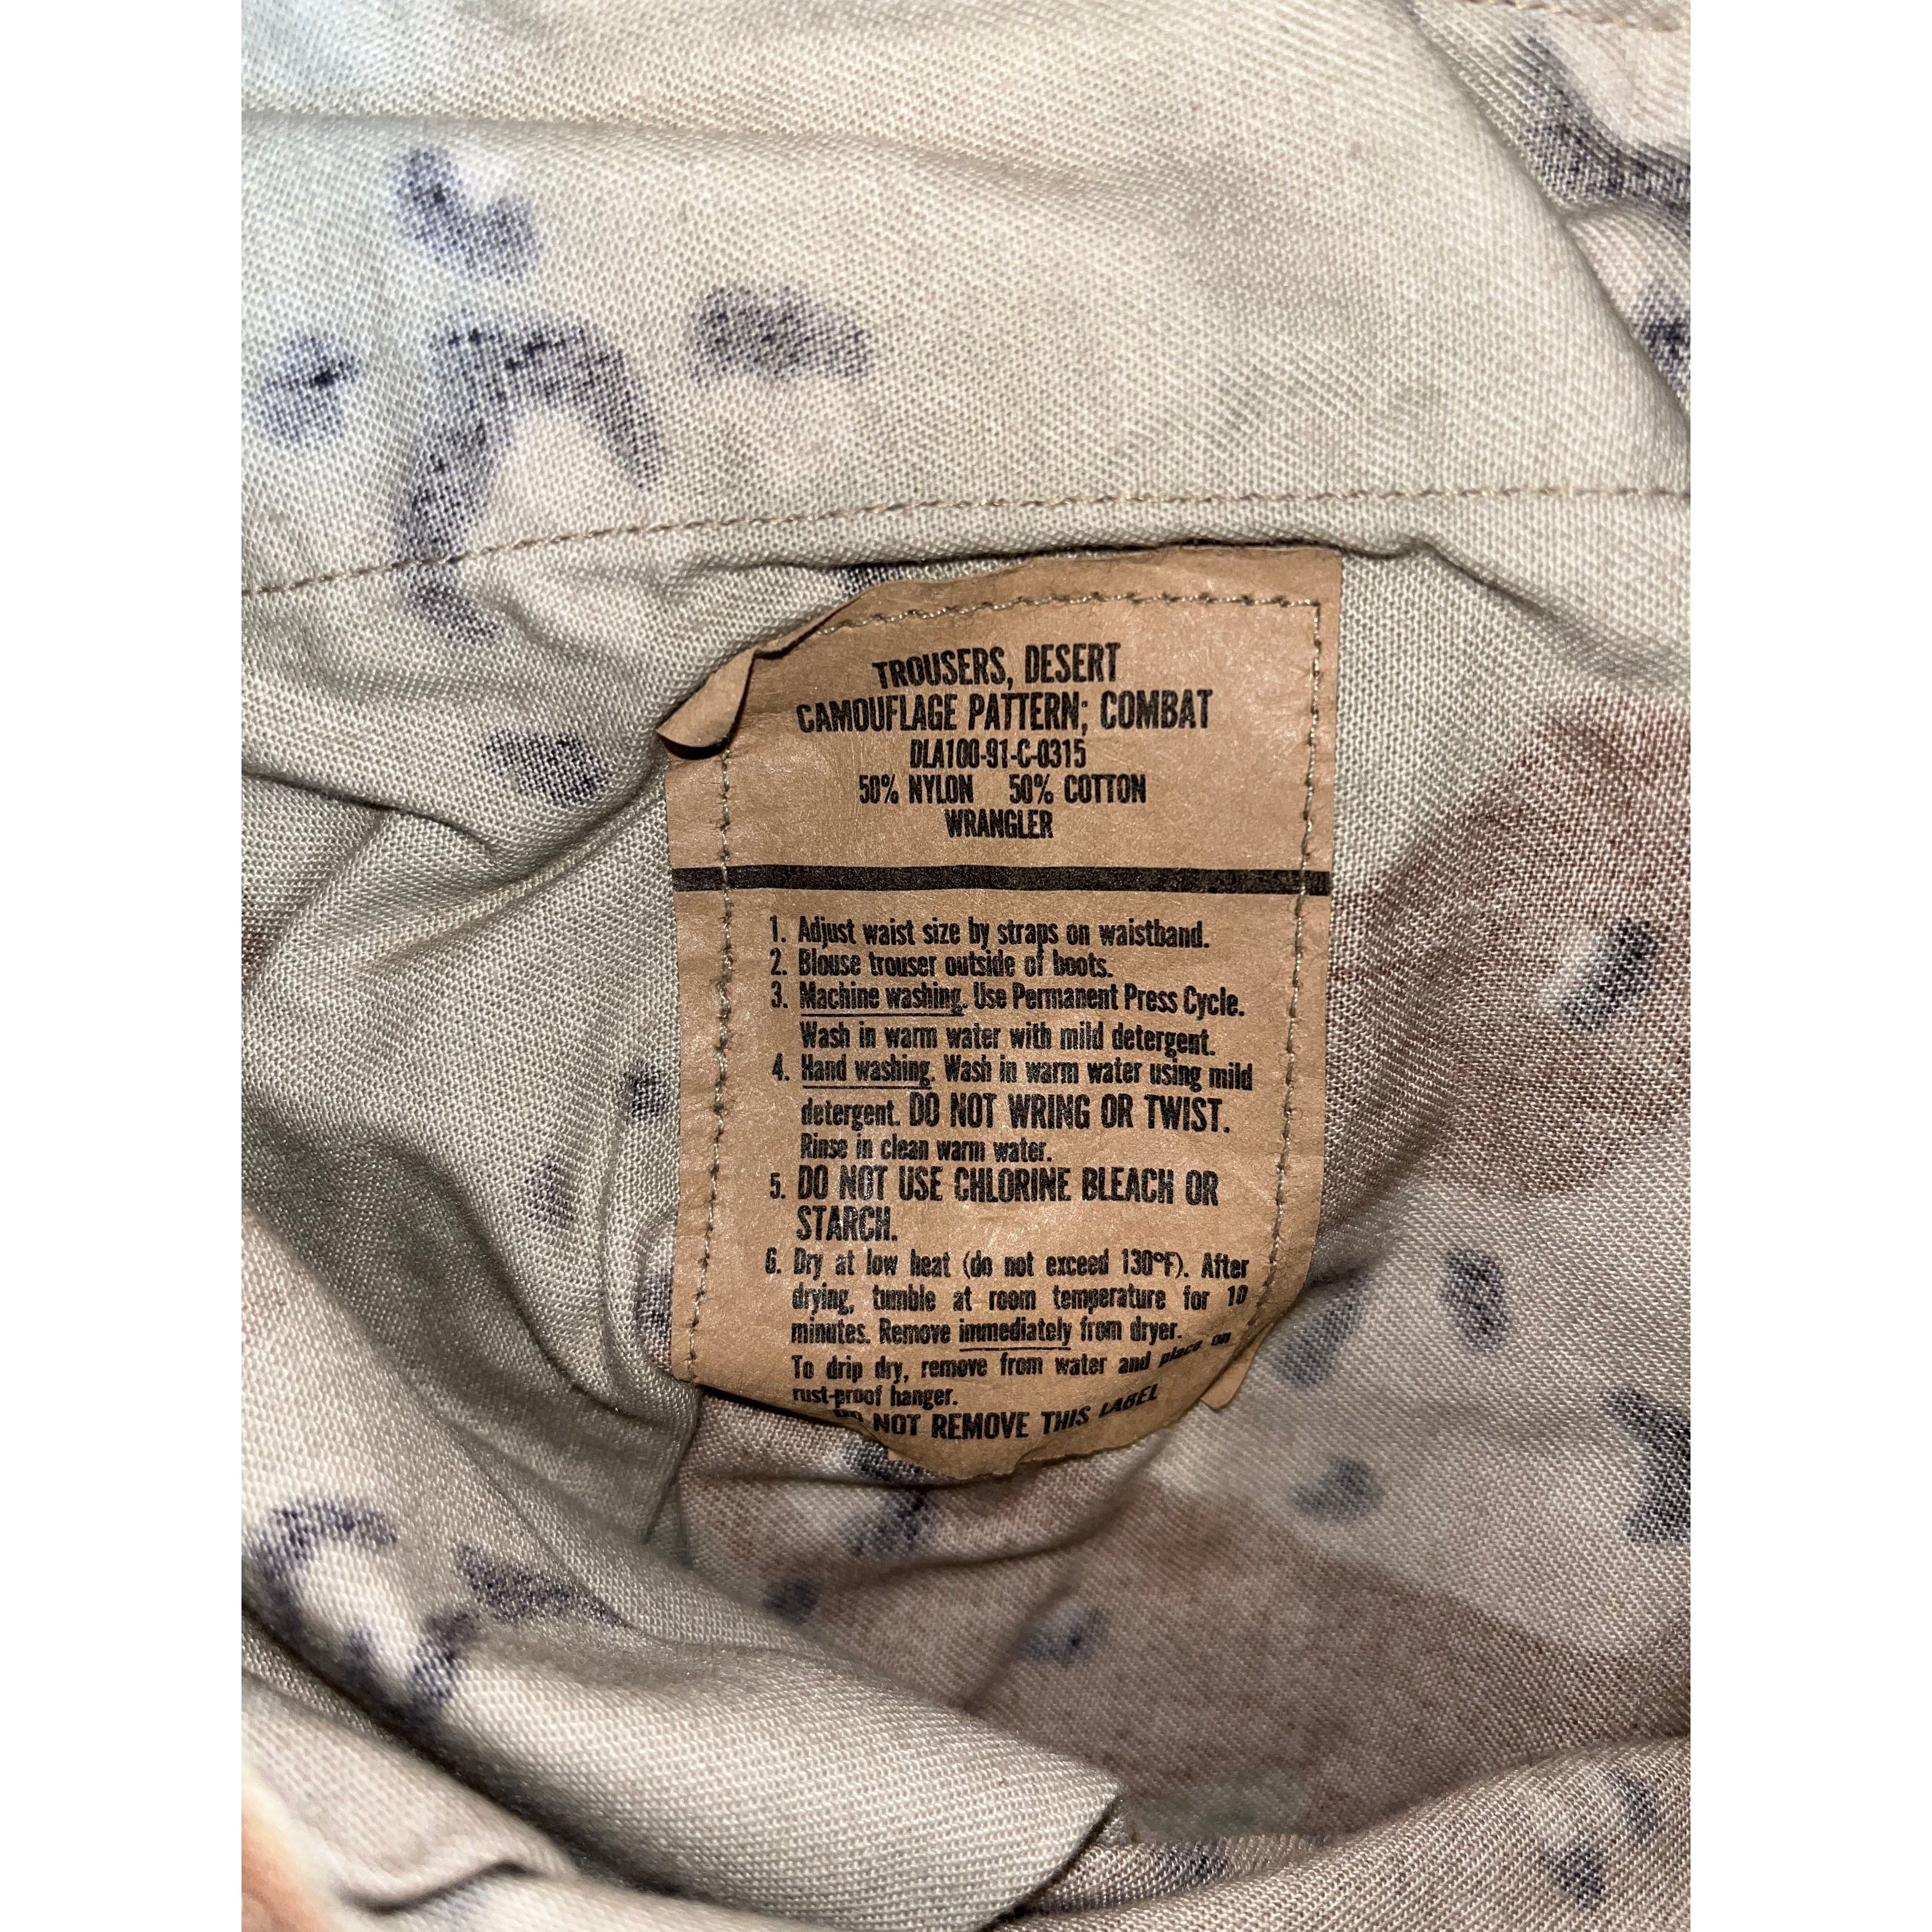 TROUSERS, DESERT
CAMOUFLAGE PATTERN; COMBAT
DLA100-91-C-0315
50% NYLON 50% COTTON
WRANGLER
1. Adjust waist size by straps on waistband.
2. Blouse trouser outside of boots.
3. Machine washing. Use Permanent Press Cycle.
Wash in warm water with mild detergent.
4. Hand washing. Wash in warm water using mild
detergent. DO NOT WRING OR TWIST.
Rinse in clean warm water.
5. DO NOT USE CHLORINE BLEACH OR
STARCH.
6. Dry at low heat (do not exceed 130°F). After
drying, tumble at room temperature for 10
minutes. Remove immediately from dryer.
To drip dry, remove from water and place on
rust-proof hanger.
DO NOT REMOVE THIS LABEL